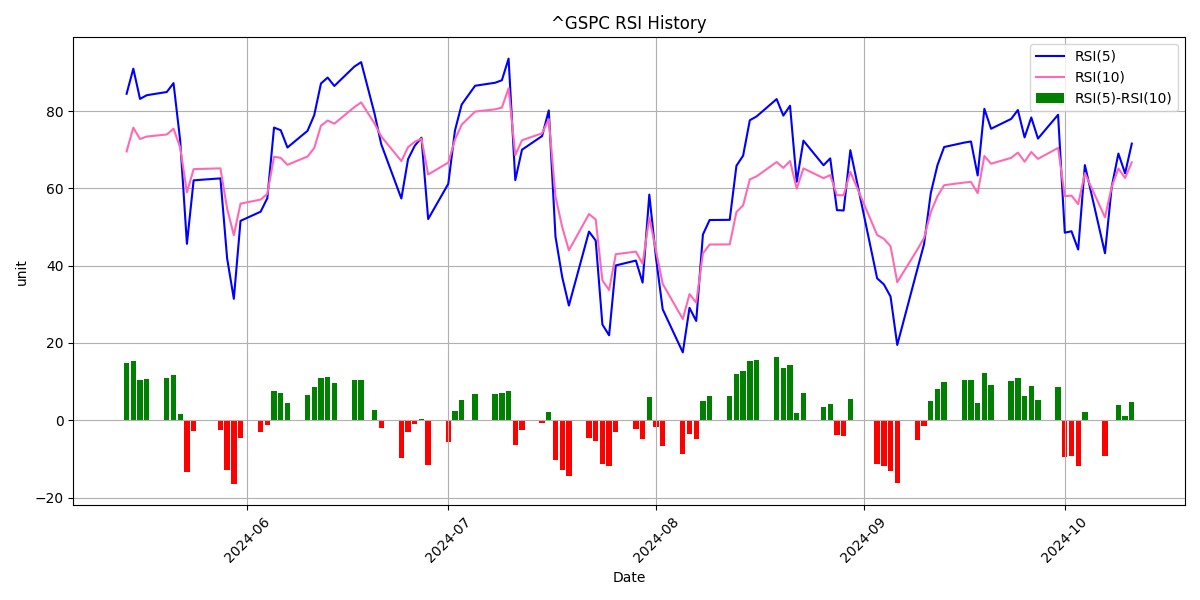 ^GSPC RSI History
RSI(5)
RSI(10)
RSI(5)-RSI(10)
unit
80
60
40
20
0
−20
2024-06
2024-07
2024-08
2024-09
2024-10
Date